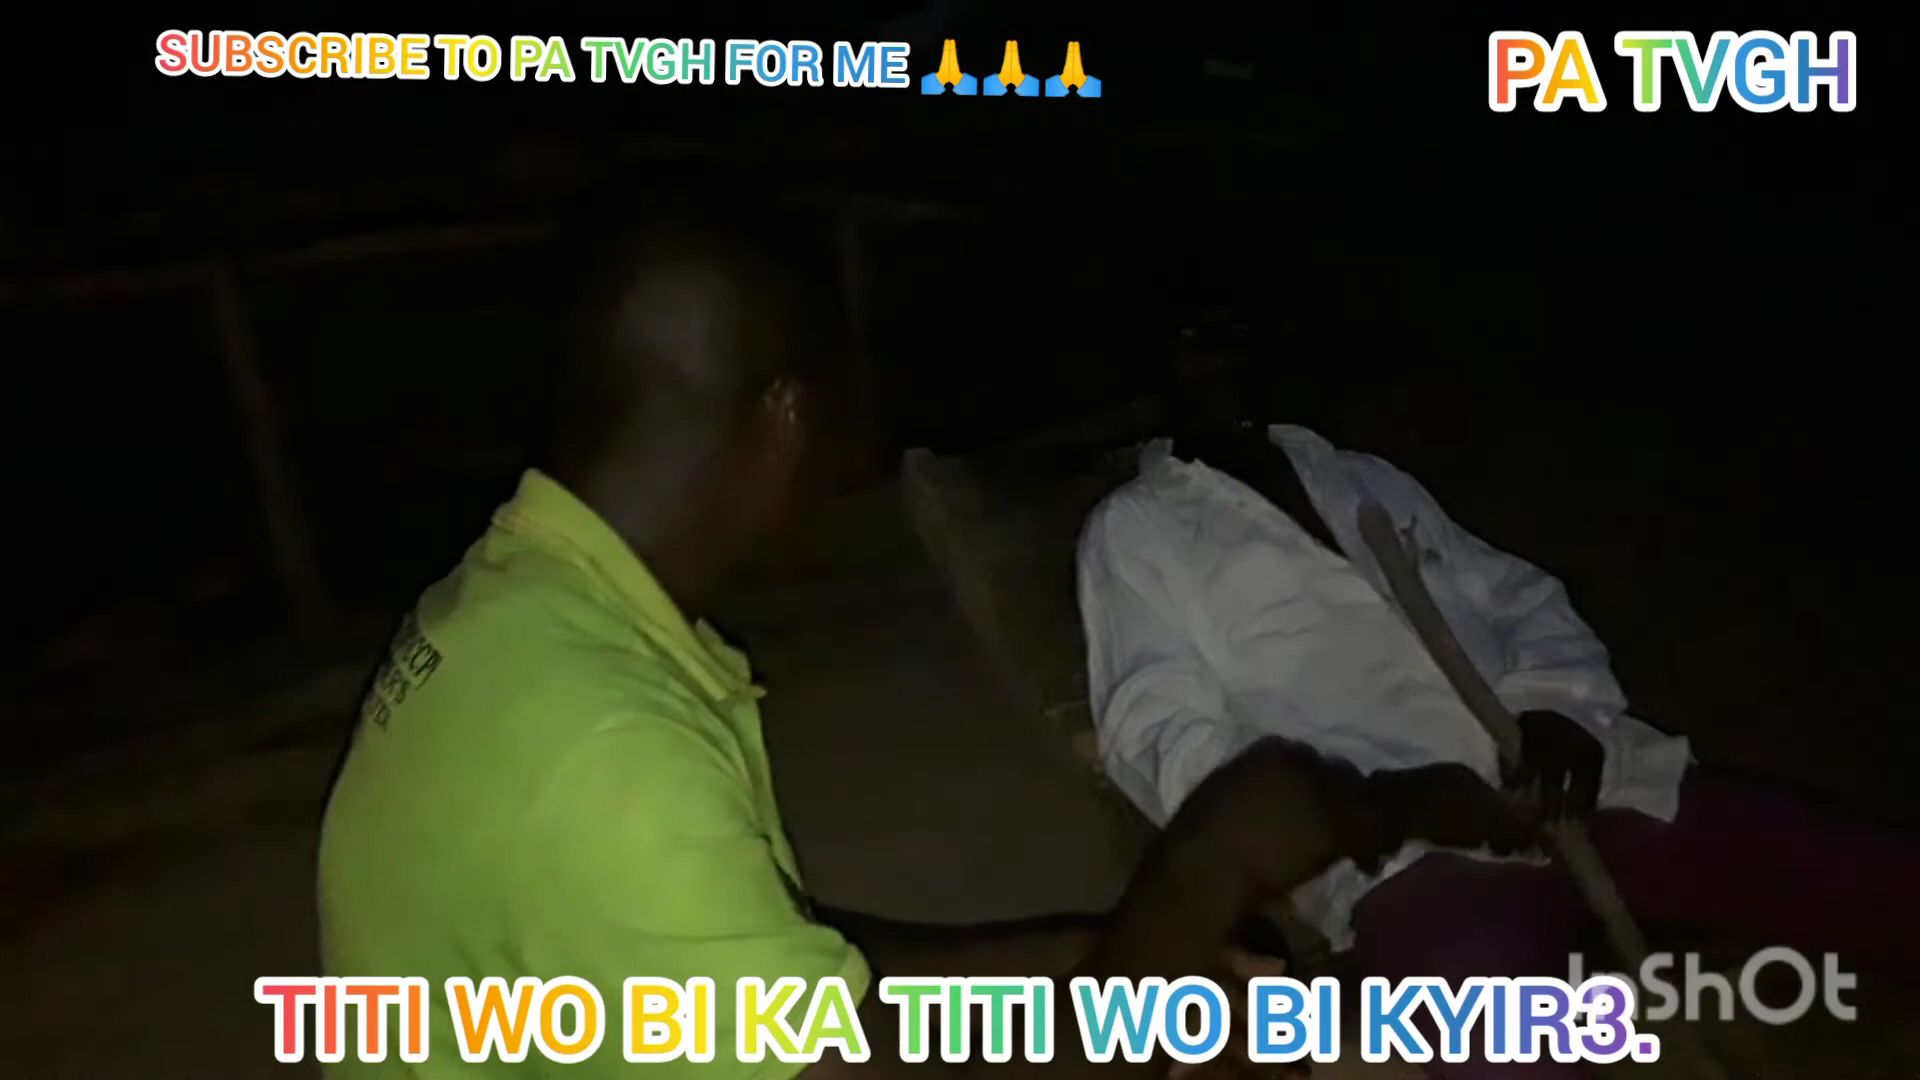 SUBSCRIBE TO PA TVGH FOR ME 🙏🙏🙏
PA TVGH
InShOt
TITI WO BI KA TITI WO BI KYIR3.